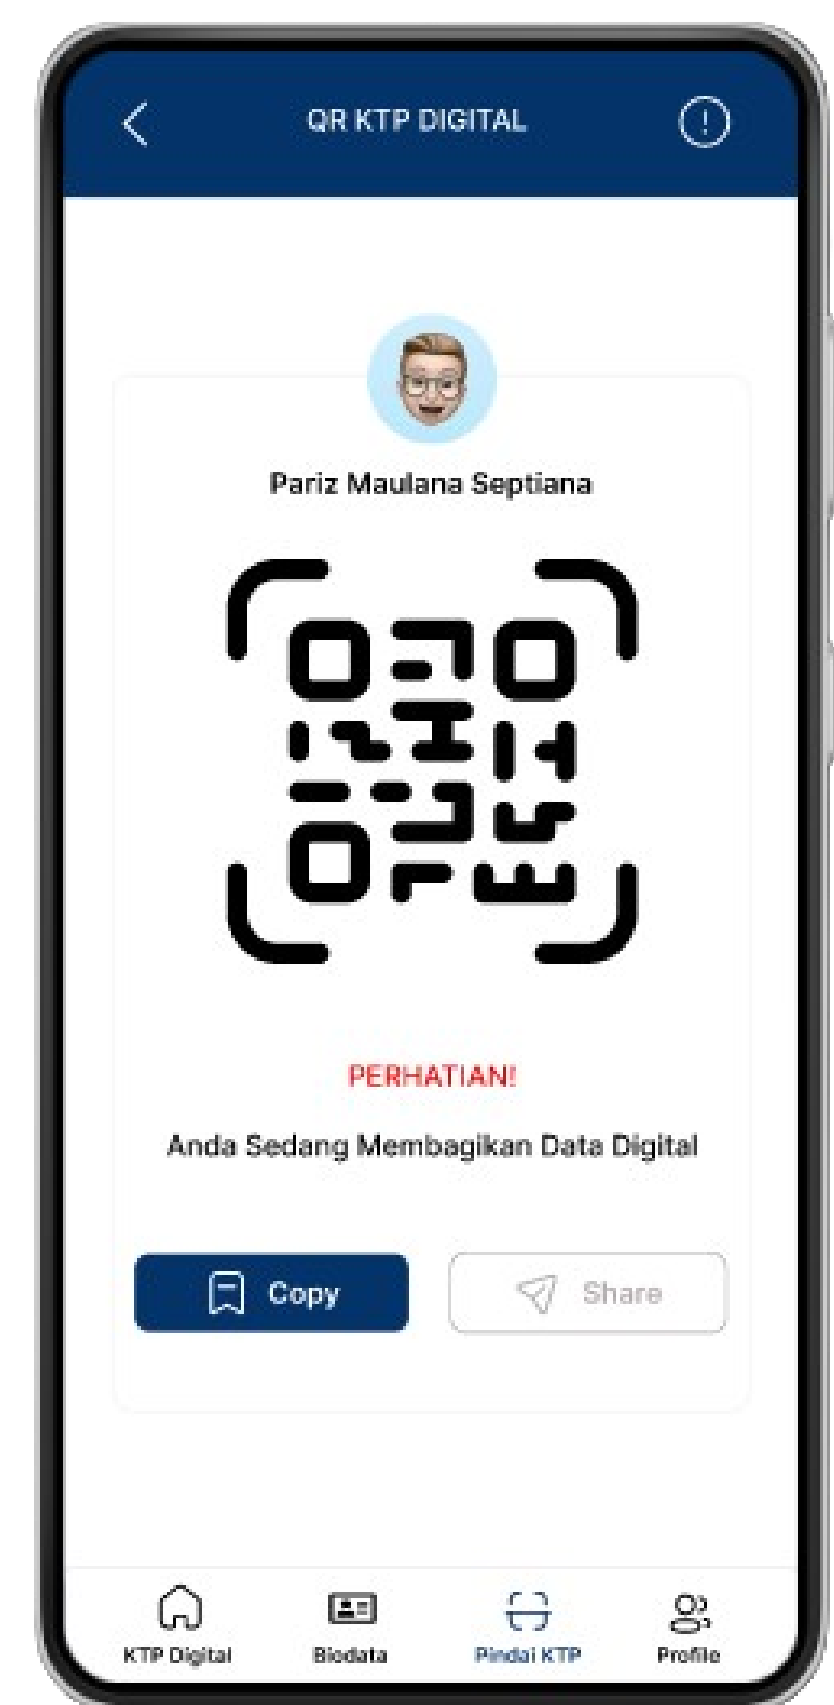 QR KTP DIGITAL
Pariz Maulana Septiana
PERHATIAN!
Anda Sedang Membagikan Data Digital
Copy
Share
KTP Digital
Biodata
Pindai KTP
Profile